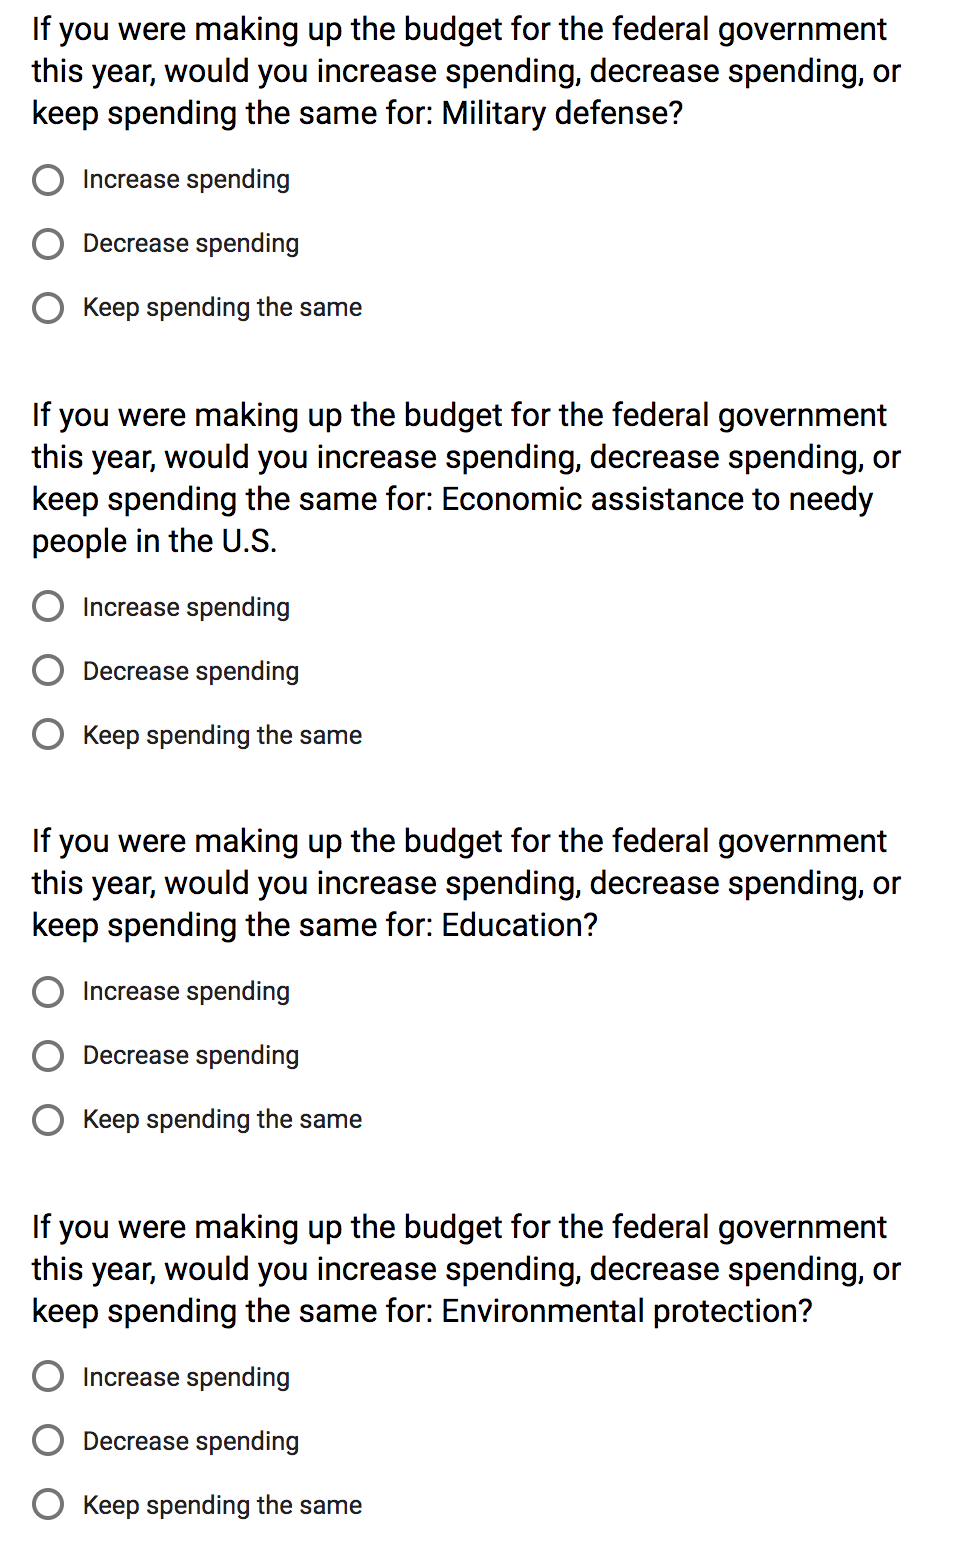 If you were making up the budget for the federal government
this year, would you increase spending, decrease spending, or
keep spending the same for: Military defense?
Increase spending
Decrease spending
Keep spending the same
If you were making up the budget for the federal government
this year, would you increase spending, decrease spending, or
keep spending the same for: Economic assistance to needy
people in the U.S.
Increase spending
Decrease spending
Keep spending the same
If you were making up the budget for the federal government
this year, would you increase spending, decrease spending, or
keep spending the same for: Education?
Increase spending
Decrease spending
Keep spending the same
If you were making up the budget for the federal government
this year, would you increase spending, decrease spending, or
keep spending the same for: Environmental protection?
Increase spending
Decrease spending
Keep spending the same